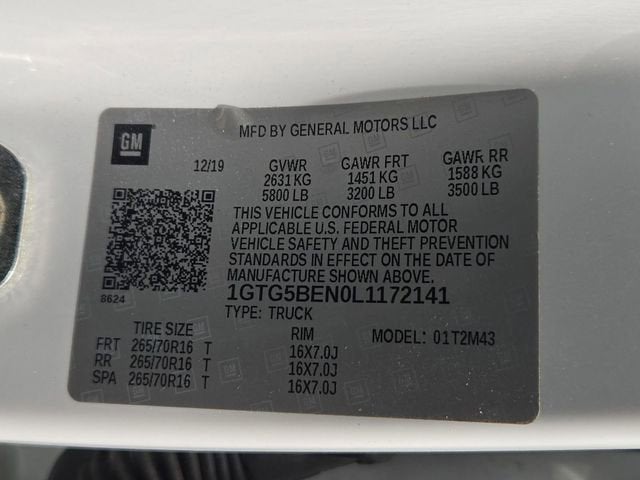 GM
MFD BY GENERAL MOTORS LLC
12/19 GVWR GAWR FRT GAWR RR
2631 KG 1451 KG 1588 KG
5800 LB 3200 LB 3500 LB
THIS VEHICLE CONFORMS TO ALL
APPLICABLE U.S. FEDERAL MOTOR
VEHICLE SAFETY AND THEFT PREVENTION
STANDARDS IN EFFECT ON THE DATE OF
MANUFACTURE SHOWN ABOVE.
8624
1GTG5BEN0L1172141
TYPE: TRUCK
TIRE SIZE RIM MODEL: 01T2M43
FRT 265/70R16 T 16X7.0J
RR 265/70R16 T 16X7.0J
SPA 265/70R16 T 16X7.0J